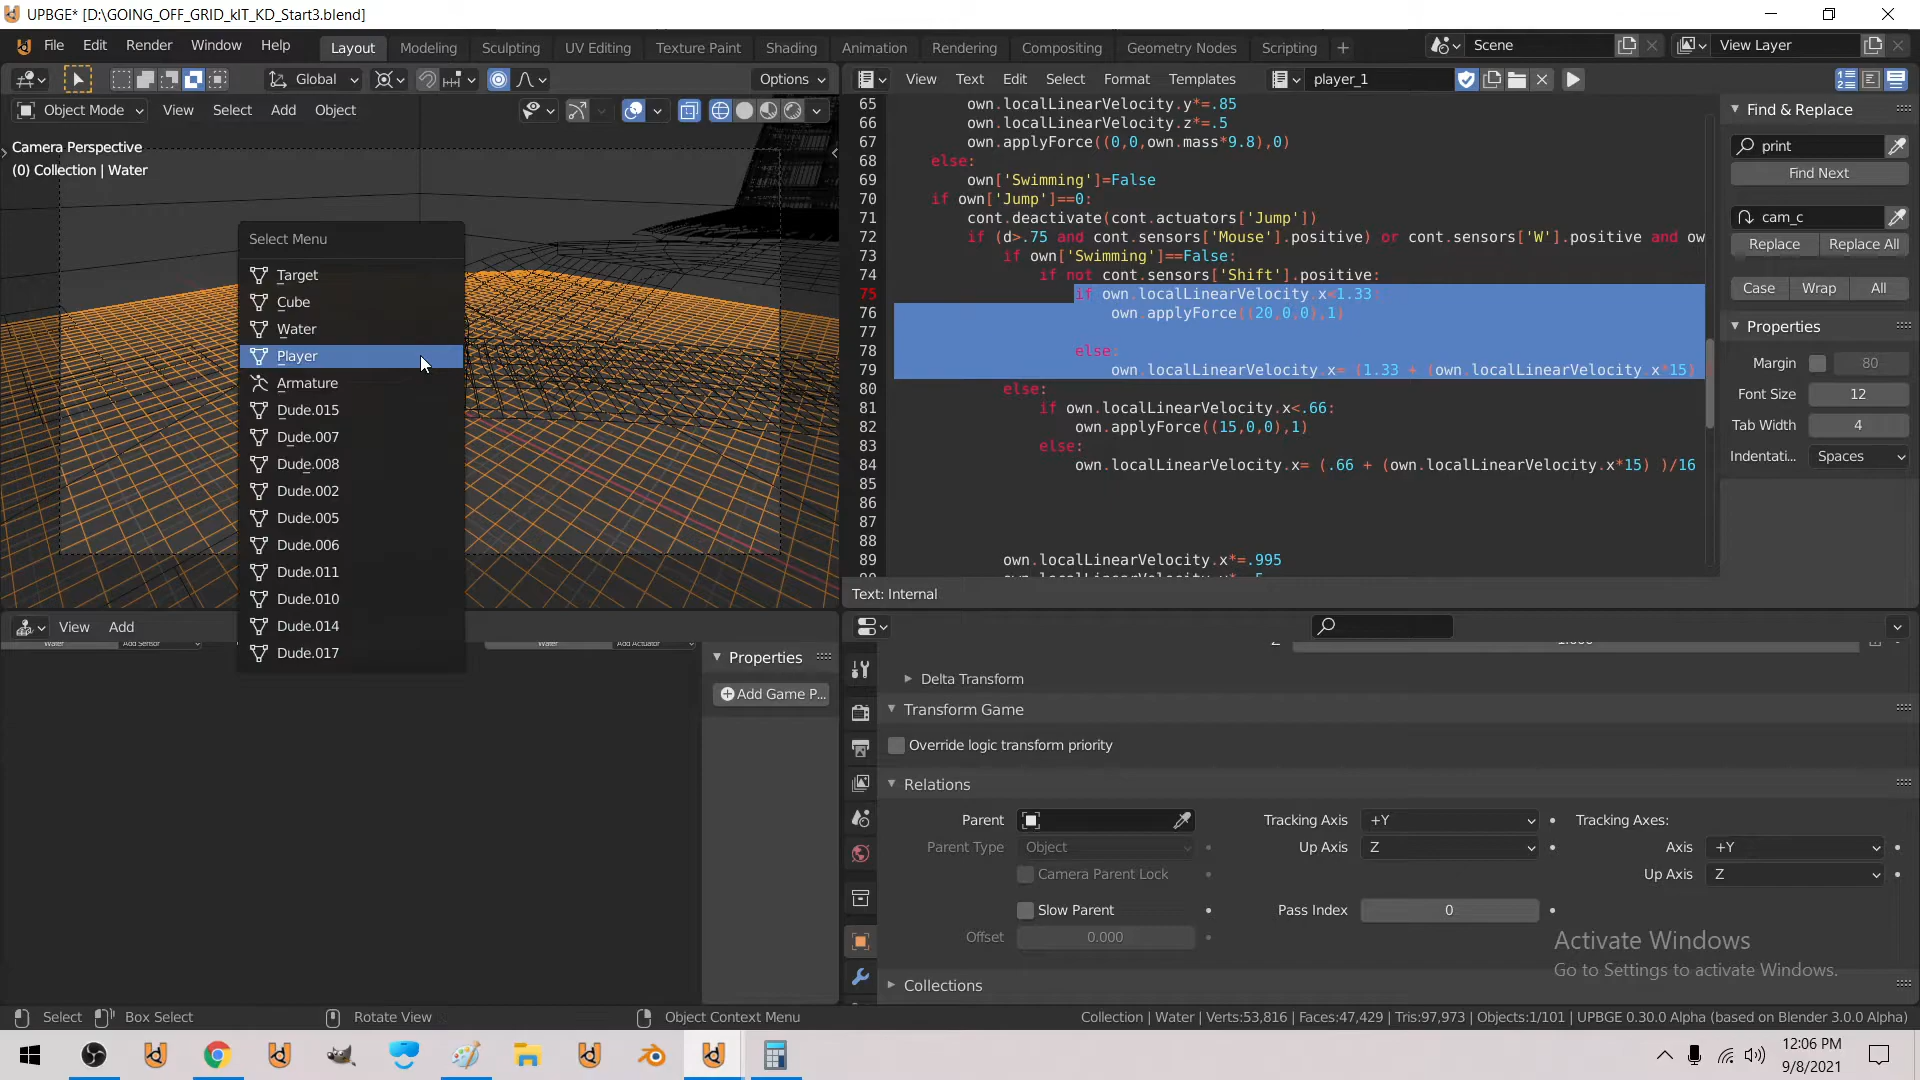 UPBGE* [D:\GOING_OFF_GRID_kIT_KD_Start3.blend]
File Edit Render Window Help
Layout Modeling Sculpting UV Editing Texture Paint Shading Animation Rendering Compositing Geometry Nodes Scripting
Scene View Layer
Global Options
Object Mode View Select Add Object
Camera Perspective
(0) Collection | Water
Select Menu
Target
Cube
Water
Player
Armature
Dude.015
Dude.007
Dude.008
Dude.002
Dude.005
Dude.006
Dude.011
Dude.010
Dude.014
Dude.017
View Text Edit Select Format Templates player_1
65 own.localLinearVelocity.y*=.85
66 own.localLinearVelocity.z*=.5
67 own.applyForce((0,0,own.mass*9.8),0)
68 else:
69 own['Swimming']=False
70 if own['Jump']==0:
71 cont.deactivate(cont.actuators['Jump'])
72 if (d>.75 and cont.sensors['Mouse'].positive) or cont.sensors['W'].positive and ow
73 if own['Swimming']==False:
74 if not cont.sensors['Shift'].positive:
75 if own.localLinearVelocity.x<1.33:
76 own.applyForce((20,0,0),1)
77
78 else:
79 own.localLinearVelocity.x= (1.33 + (own.localLinearVelocity.x*15)
80 else:
81 if own.localLinearVelocity.x<.66:
82 own.applyForce((15,0,0),1)
83 else:
84 own.localLinearVelocity.x= (.66 + (own.localLinearVelocity.x*15) )/16
85
86
87
88
89 own.localLinearVelocity.x*=.995
Text: Internal
Find & Replace
print
Find Next
cam_c
Replace Replace All
Case Wrap All
Properties
Margin 80
Font Size 12
Tab Width 4
Indentati... Spaces
View Add
Water Add Sensor Water Add Actuator
Properties
Add Game P...
Delta Transform
Transform Game
Override logic transform priority
Relations
Parent Tracking Axis +Y Tracking Axes:
Parent Type Object Up Axis Z Axis +Y
Camera Parent Lock Up Axis Z
Slow Parent Pass Index 0
Offset 0.000
Collections
Activate Windows
Go to Settings to activate Windows.
Select Box Select Rotate View Object Context Menu
Collection | Water | Verts:53,816 | Faces:47,429 | Tris:97,973 | Objects:1/101 | UPBGE 0.30.0 Alpha (based on Blender 3.0.0 Alpha)
12:06 PM
9/8/2021